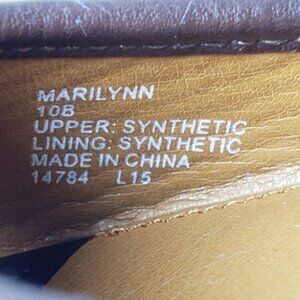 MARILYNN
10B
UPPER: SYNTHETIC
LINING: SYNTHETIC
MADE IN CHINA
14784 L15